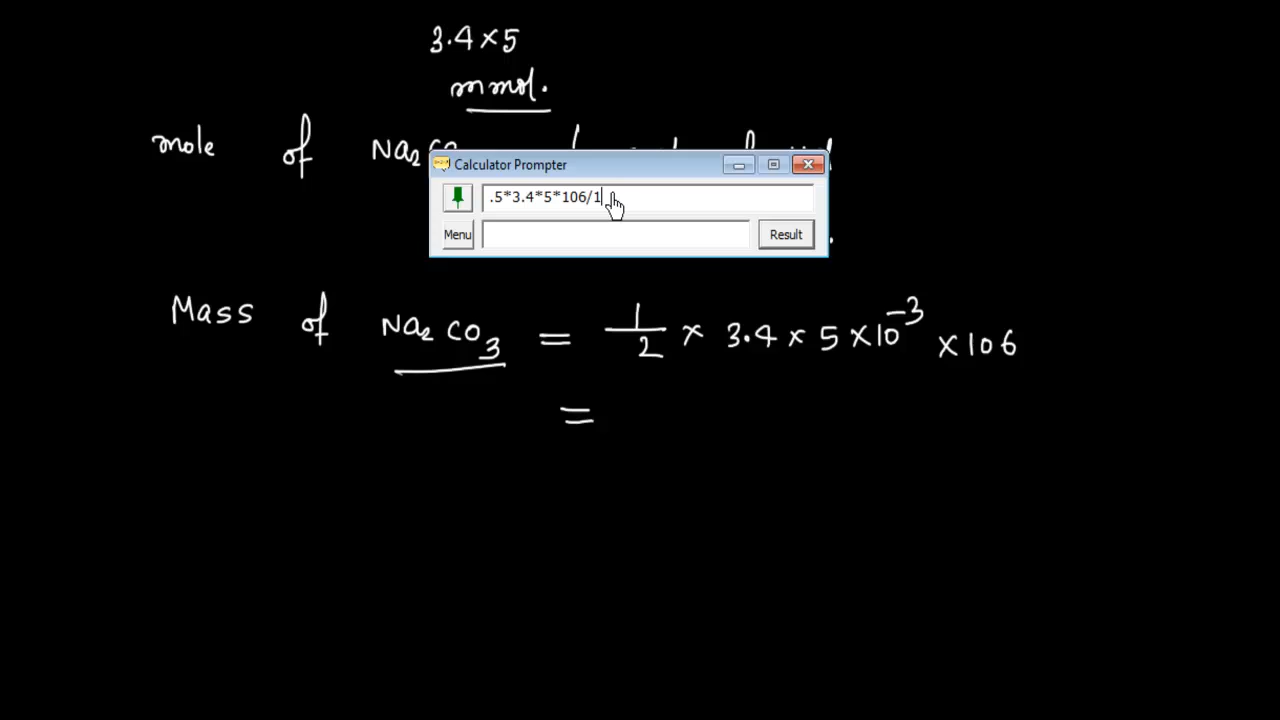 3.4×5
mmol.
mole of Na₂CO
Calculator Prompter
.5*3.4*5*106/1
Menu
Result
Mass of Na₂CO₃ = 1/2 × 3.4 × 5 ×10⁻³ ×106
=